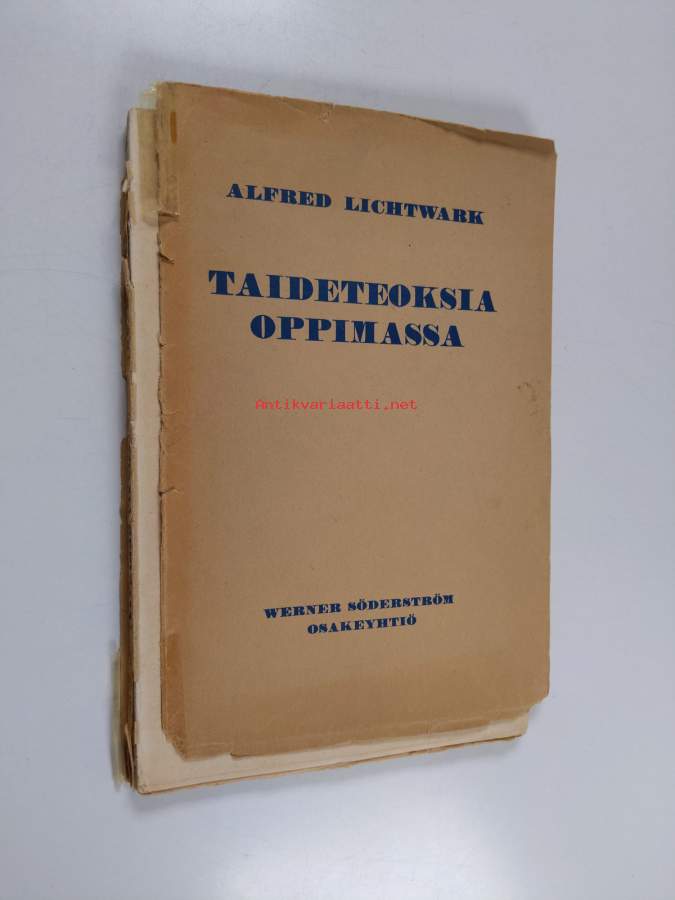 ALFRED LICHTWARK
TAIDETEOKSIA
OPPIMASSA
Antikvariaatti.net
WERNER SÖDERSTRÖM
OSAKEYHTIÖ